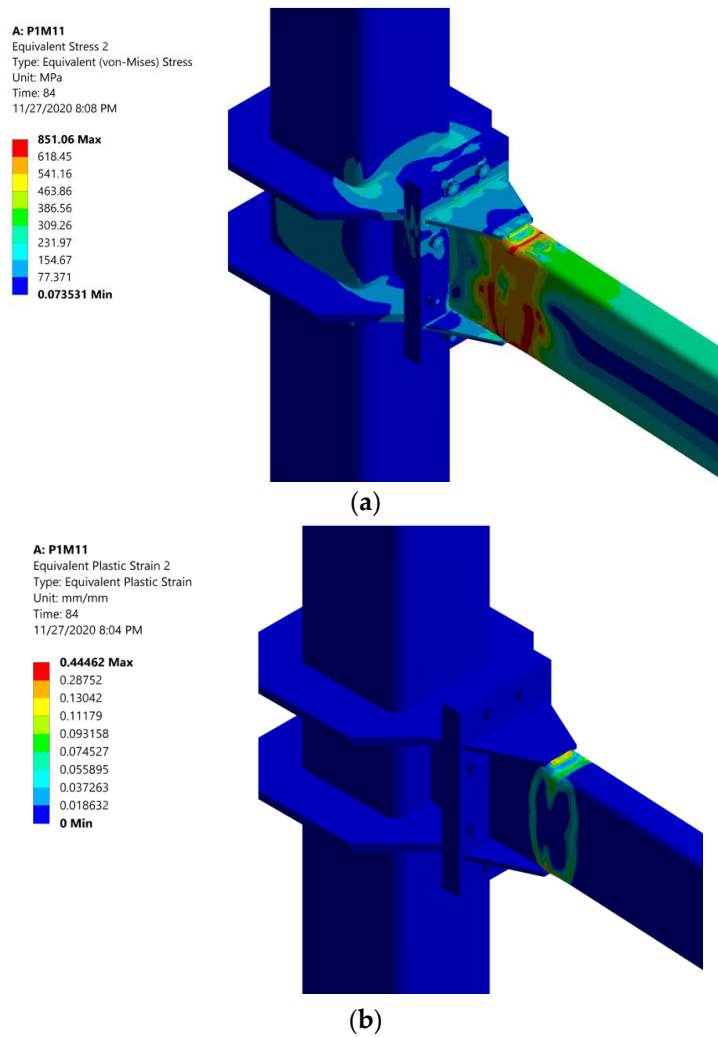 A: P1M11
Equivalent Stress 2
Type: Equivalent (von-Mises) Stress
Unit: MPa
Time: 84
11/27/2020 8:08 PM
851.06 Max
618.45
541.16
463.86
386.56
309.26
231.97
154.67
77.371
0.073531 Min
(a)
A: P1M11
Equivalent Plastic Strain 2
Type: Equivalent Plastic Strain
Unit: mm/mm
Time: 84
11/27/2020 8:04 PM
0.44462 Max
0.28752
0.13042
0.11179
0.093158
0.074527
0.055895
0.037263
0.018632
0 Min
(b)